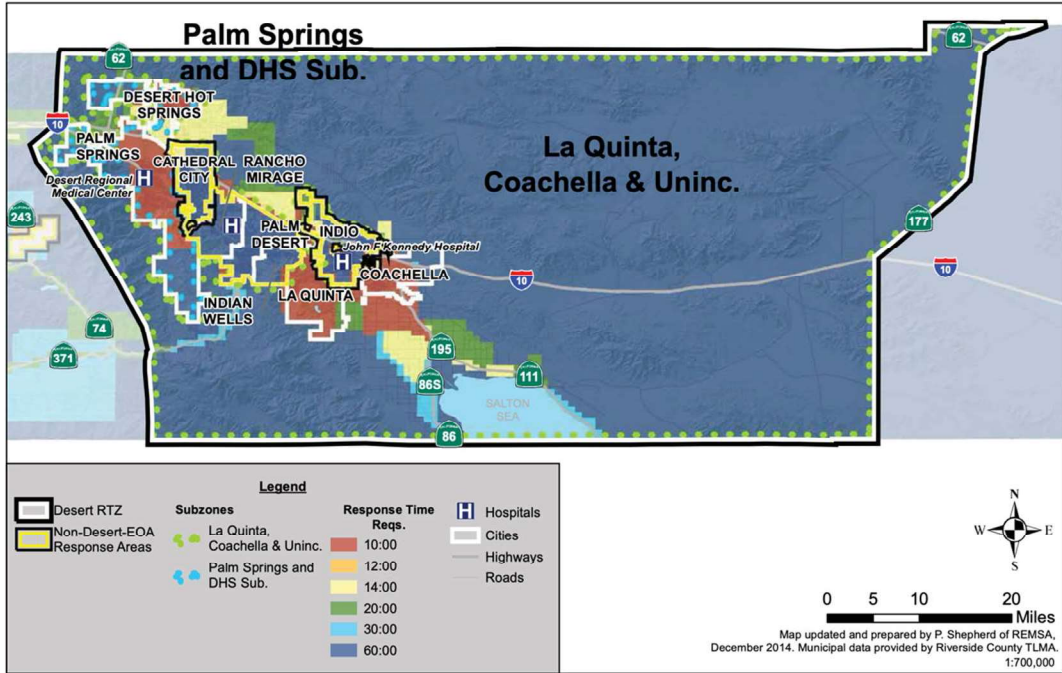 Palm Springs
and DHS Sub.
62
62
DESERT HOT
SPRINGS
10
PALM
SPRINGS
CATHEDRAL
CITY
RANCHO
MIRAGE
La Quinta,
Coachella & Uninc.
Desert Regional
Medical Center
H
H
243
177
PALM
DESERT
INDIO
John F Kennedy Hospital
H
COACHELLA
10
10
LA QUINTA
INDIAN
WELLS
74
371
195
111
86S
SALTON
SEA
86
Legend
Desert RTZ
Non-Desert-EOA
Response Areas
Subzones
La Quinta,
Coachella & Uninc.
Palm Springs and
DHS Sub.
Response Time
Reqs.
10:00
12:00
14:00
20:00
30:00
60:00
H Hospitals
Cities
Highways
Roads
N
W E
S
0 5 10 20
Miles
Map updated and prepared by P. Shepherd of REMSA,
December 2014. Municipal data provided by Riverside County TLMA.
1:700,000